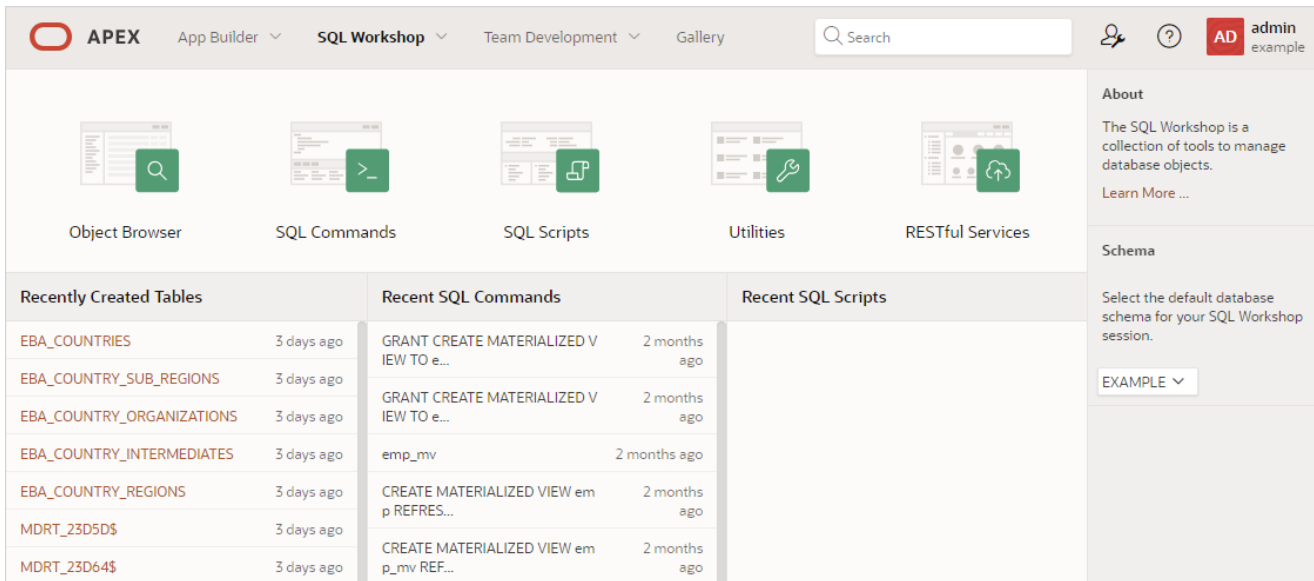 APEX
App Builder
SQL Workshop
Team Development
Gallery
Search
AD
admin
example
Object Browser
SQL Commands
>_
SQL Scripts
Utilities
RESTful Services
About
The SQL Workshop is a
collection of tools to manage
database objects.
Learn More ...
Schema
Select the default database
schema for your SQL Workshop
session.
EXAMPLE
Recently Created Tables
EBA_COUNTRIES 3 days ago
EBA_COUNTRY_SUB_REGIONS 3 days ago
EBA_COUNTRY_ORGANIZATIONS 3 days ago
EBA_COUNTRY_INTERMEDIATES 3 days ago
EBA_COUNTRY_REGIONS 3 days ago
MDRT_23D5D$ 3 days ago
MDRT_23D64$ 3 days ago
Recent SQL Commands
GRANT CREATE MATERIALIZED V 2 months
IEW TO e... ago
GRANT CREATE MATERIALIZED V 2 months
IEW TO e... ago
emp_mv 2 months ago
CREATE MATERIALIZED VIEW em 2 months
p REFRES... ago
CREATE MATERIALIZED VIEW em 2 months
p_mv REF... ago
Recent SQL Scripts